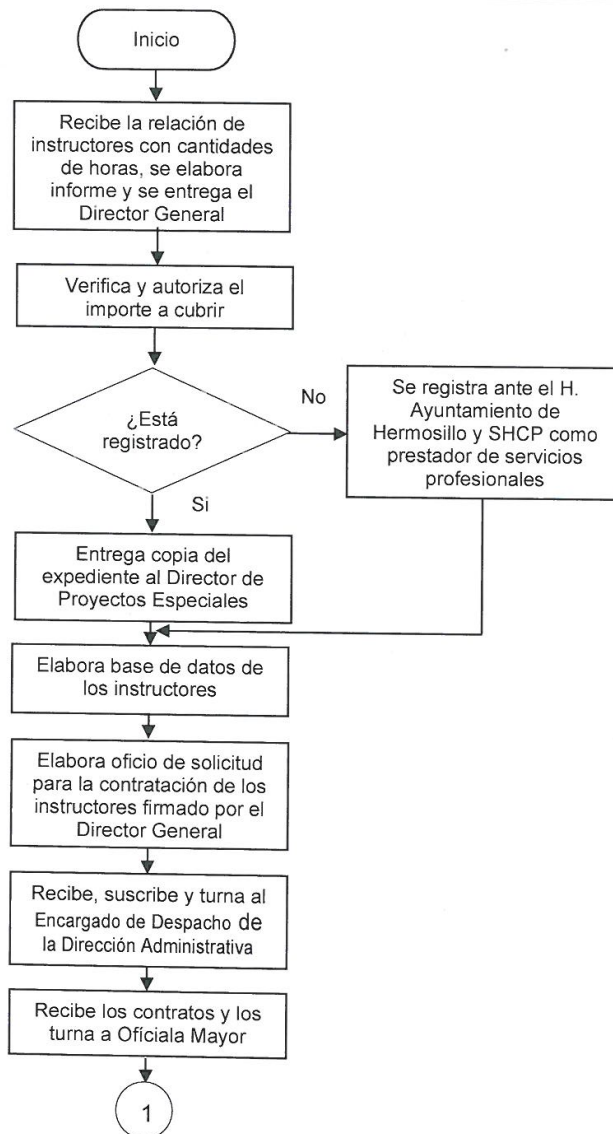 Inicio
Recibe la relación de
instructores con cantidades
de horas, se elabora
informe y se entrega el
Director General
Verifica y autoriza el
importe a cubrir
¿Está
registrado?
No
Se registra ante el H.
Ayuntamiento de
Hermosillo y SHCP como
prestador de servicios
profesionales
Si
Entrega copia del
expediente al Director de
Proyectos Especiales
Elabora base de datos de
los instructores
Elabora oficio de solicitud
para la contratación de los
instructores firmado por el
Director General
Recibe, suscribe y turna al
Encargado de Despacho de
la Dirección Administrativa
Recibe los contratos y los
turna a Ofíciala Mayor
1